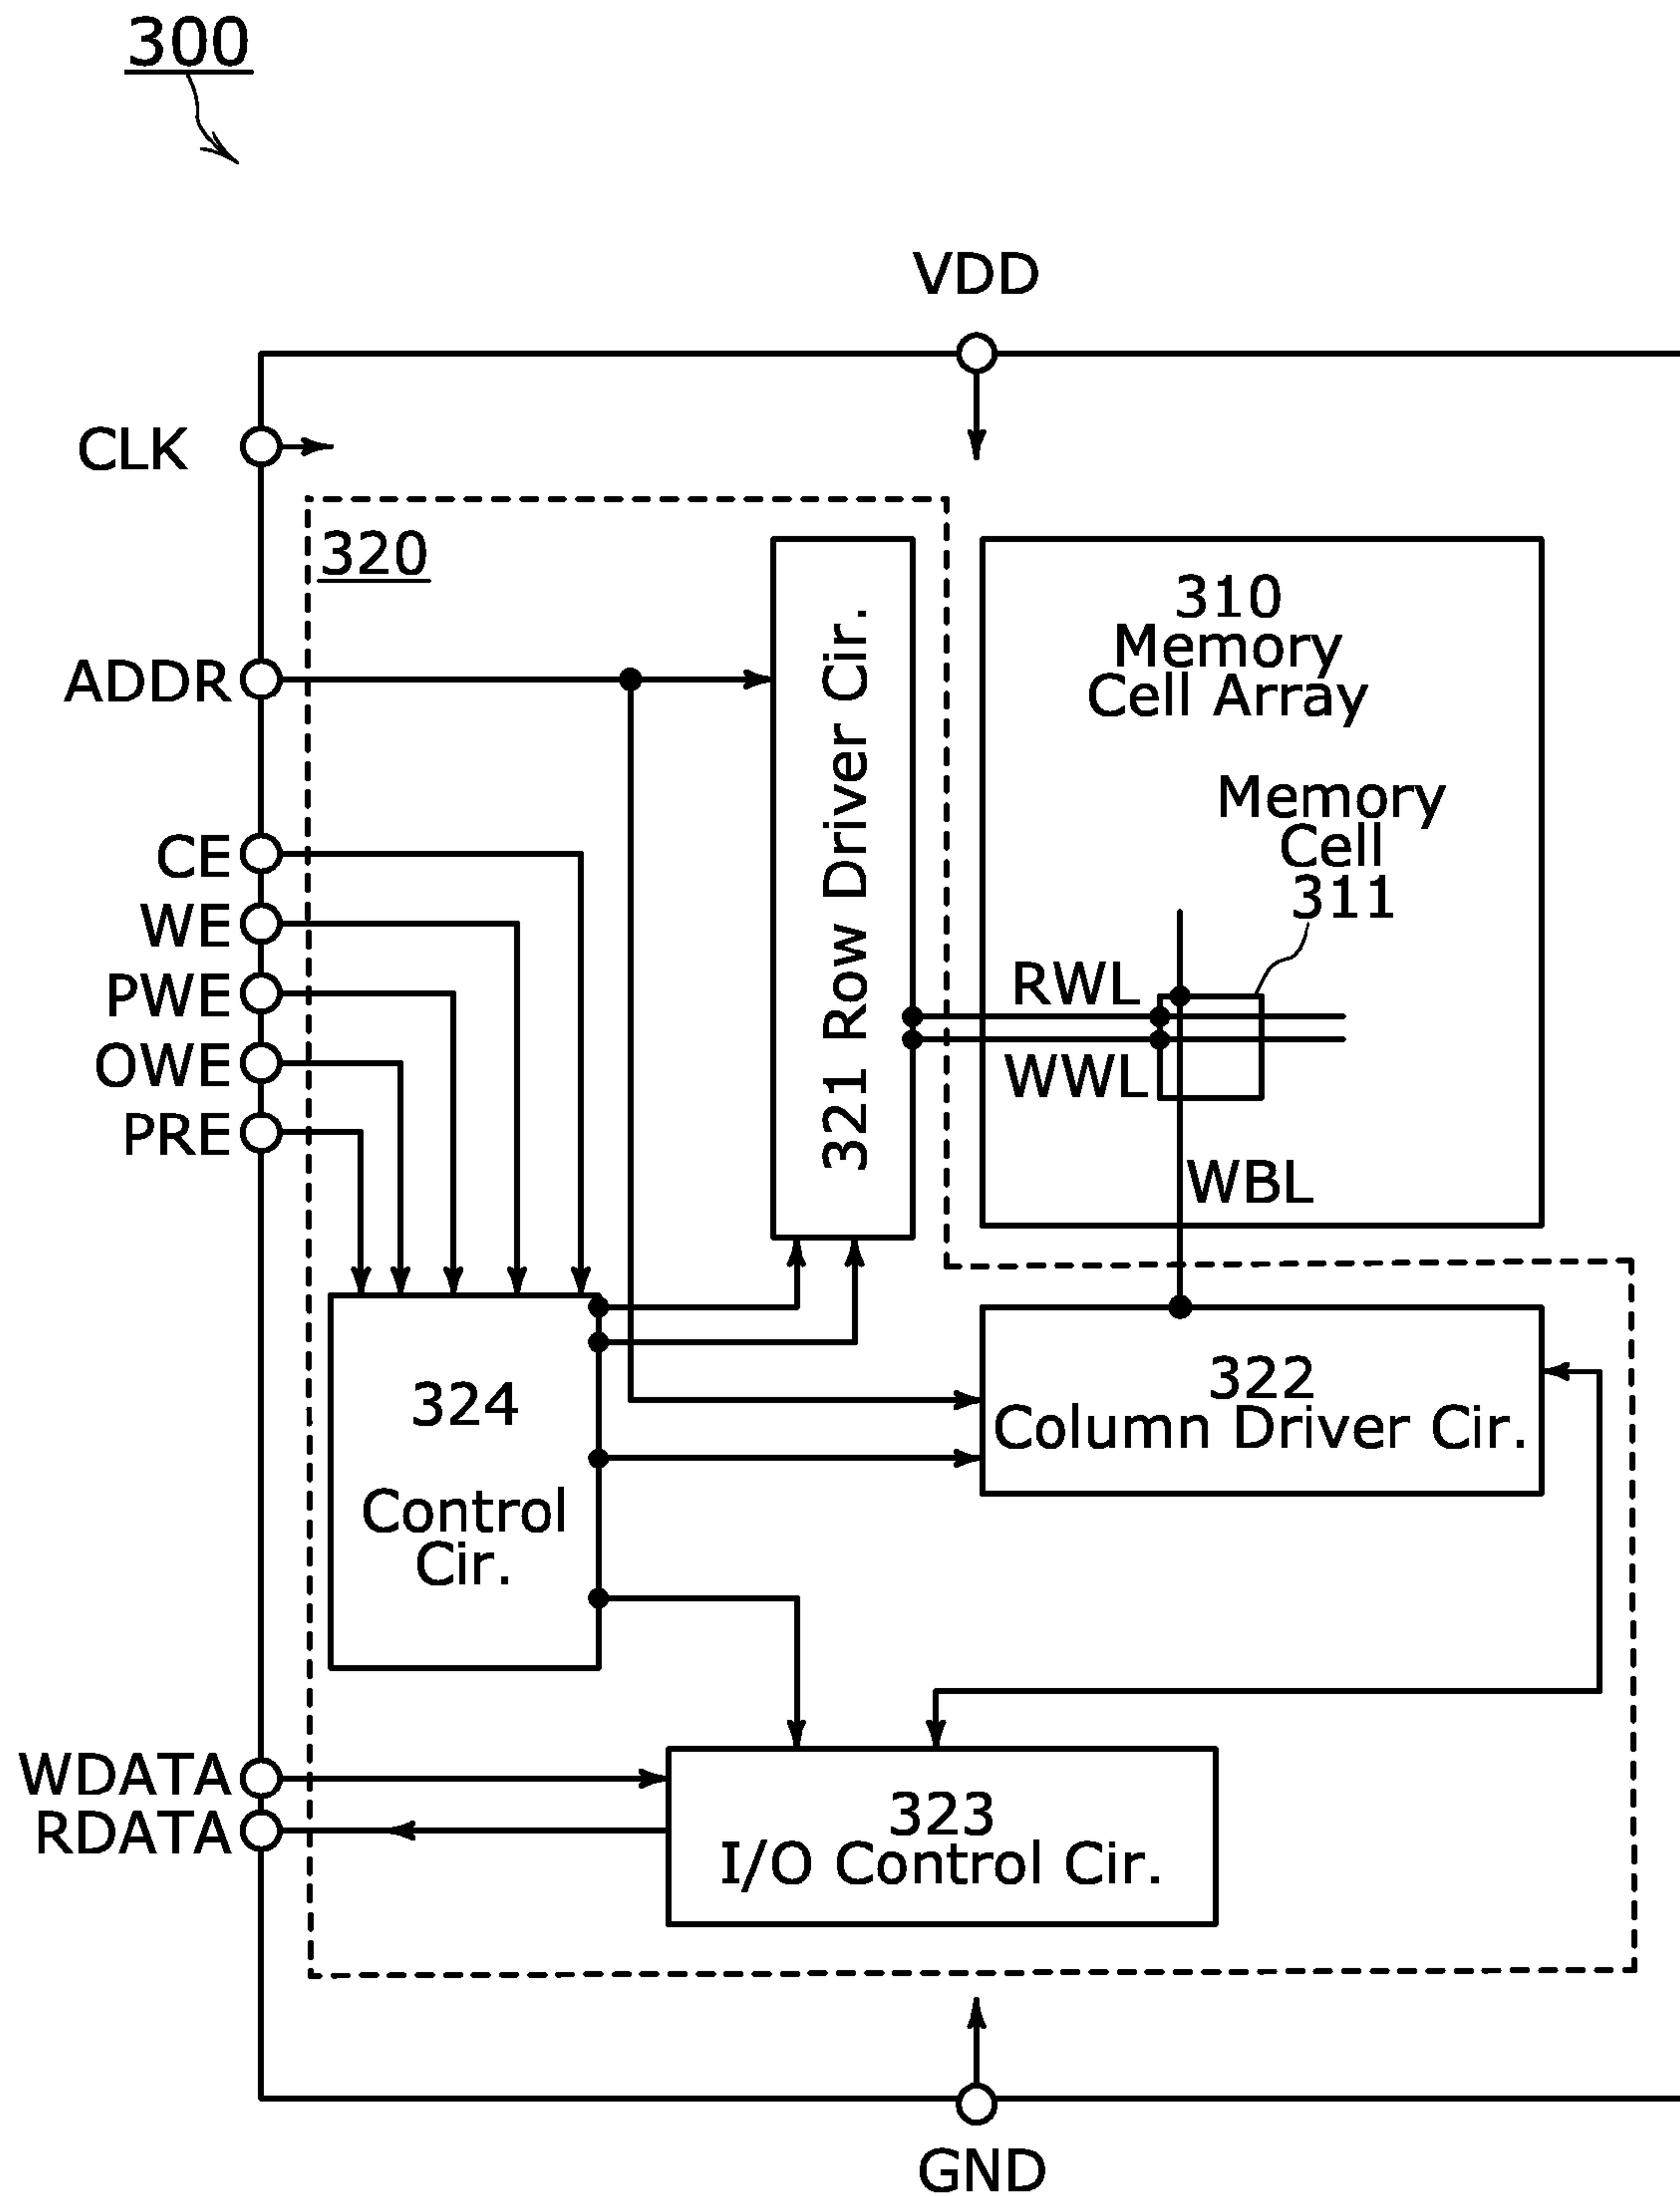 300
VDD
CLK
320
ADDR
321 Row Driver Cir.
310
Memory
Cell Array
Memory
Cell
311
CE
WE
PWE
OWE
PRE
RWL
WWL
WBL
324
Control
Cir.
322
Column Driver Cir.
WDATA
RDATA
323
I/O Control Cir.
GND